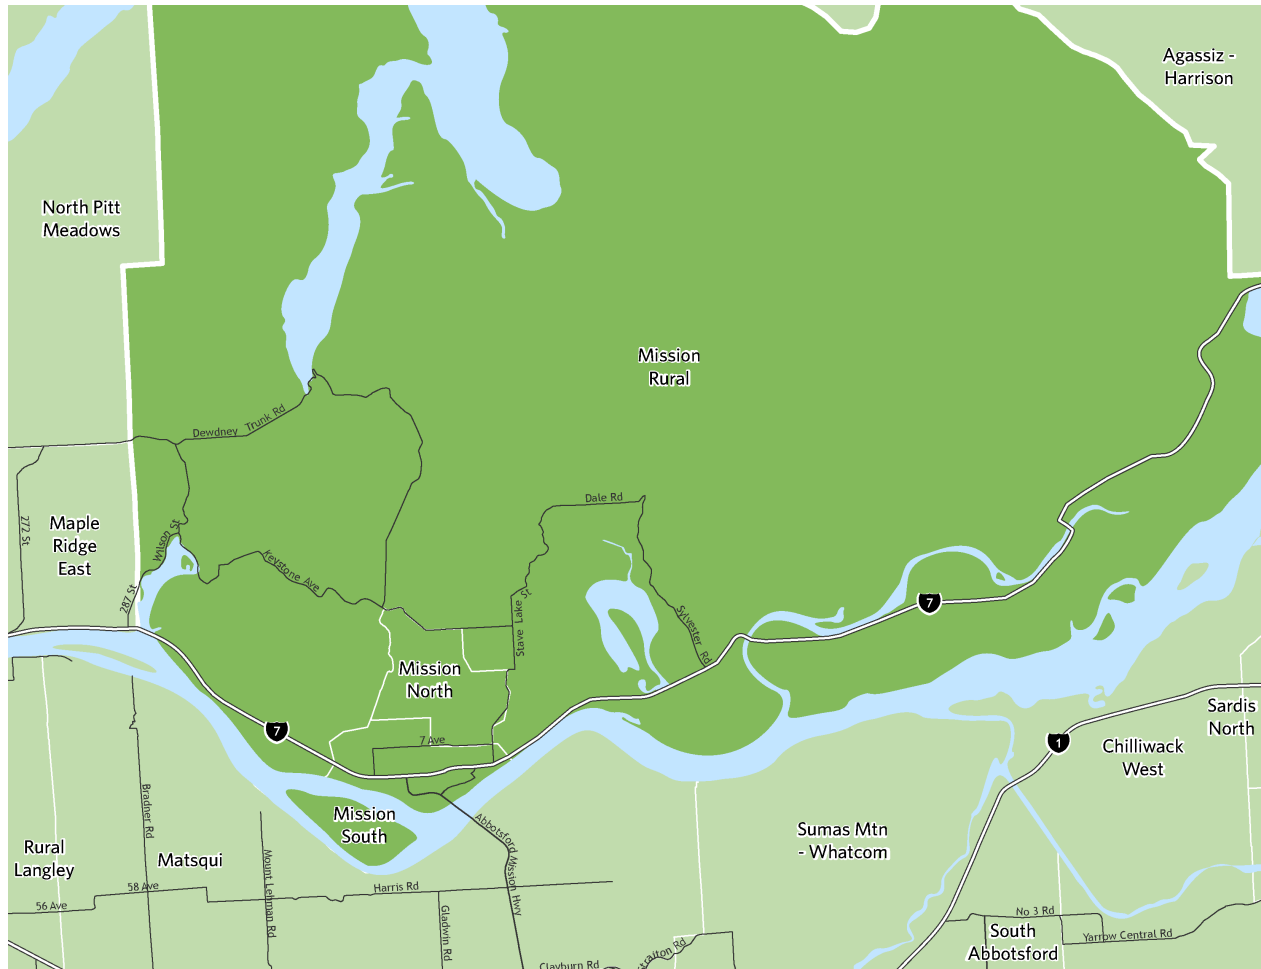 Agassiz -
Harrison
North Pitt
Meadows
Mission
Rural
Dewdney Trunk Rd
Dale Rd
272 St
Maple
Ridge
East
Wilson St
Keystone Ave
287 St
Stave Lake St
Sylvester Rd
7
Mission
North
7
7 Ave
Sardis
North
1
Chilliwack
West
Bradner Rd
Mission
South
Abbotsford Mission Hwy
Sumas Mtn
- Whatcom
Rural
Langley
Matsqui
Mount Lehman Rd
58 Ave
Harris Rd
56 Ave
Gladwin Rd
No 3 Rd
South
Abbotsford
Yarrow Central Rd
Clayburn Rd
straiton Rd